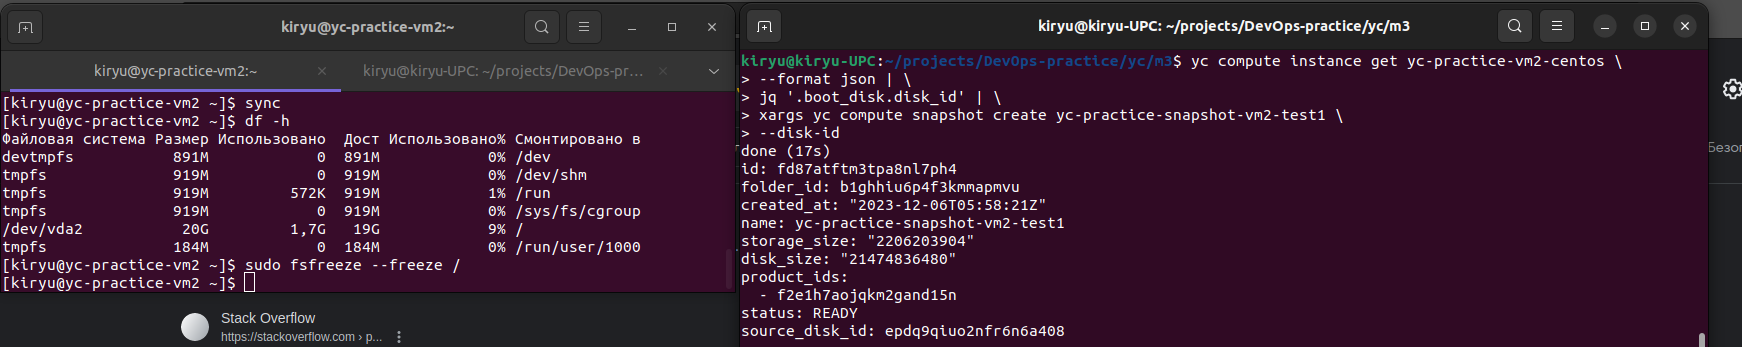 kiryu@yc-practice-vm2:~
kiryu@yc-practice-vm2:~
kiryu@kiryu-UPC: ~/projects/DevOps-pr...
[kiryu@yc-practice-vm2 ~]$ sync
[kiryu@yc-practice-vm2 ~]$ df -h
Файловая система Размер Использовано  Дост Использовано% Смонтировано в
devtmpfs           891M            0  891M            0% /dev
tmpfs              919M            0  919M            0% /dev/shm
tmpfs              919M         572K  919M            1% /run
tmpfs              919M            0  919M            0% /sys/fs/cgroup
/dev/vda2           20G         1,7G   19G            9% /
tmpfs              184M            0  184M            0% /run/user/1000
[kiryu@yc-practice-vm2 ~]$ sudo fsfreeze --freeze /
[kiryu@yc-practice-vm2 ~]$
Stack Overflow
https://stackoverflow.com › p...
kiryu@kiryu-UPC: ~/projects/DevOps-practice/yc/m3
kiryu@kiryu-UPC:~/projects/DevOps-practice/yc/m3$ yc compute instance get yc-practice-vm2-centos \
> --format json | \
> jq '.boot_disk.disk_id' | \
> xargs yc compute snapshot create yc-practice-snapshot-vm2-test1 \
> --disk-id
done (17s)
id: fd87atftm3tpa8nl7ph4
folder_id: b1ghhiu6p4f3kmmapmvu
created_at: "2023-12-06T05:58:21Z"
name: yc-practice-snapshot-vm2-test1
storage_size: "2206203904"
disk_size: "21474836480"
product_ids:
  - f2e1h7aojqkm2gand15n
status: READY
source_disk_id: epdq9qiuo2nfr6n6a408